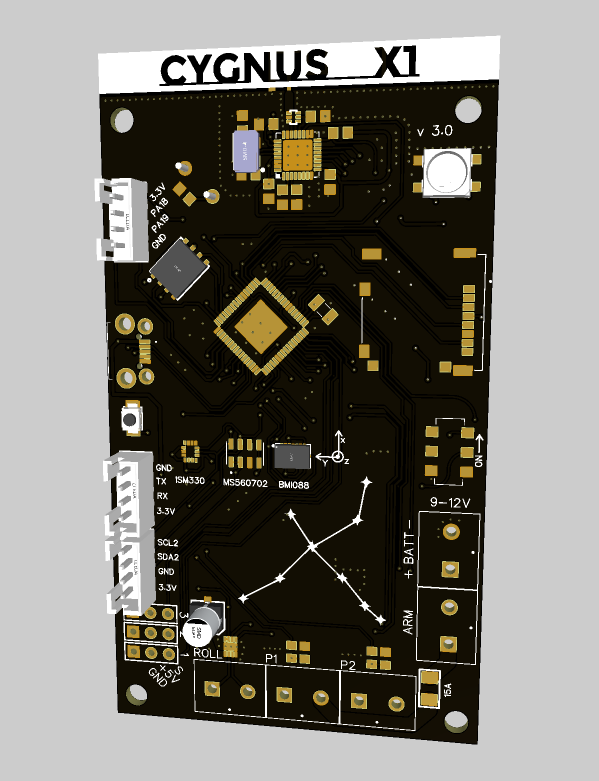 CYGNUS X1
v 3.0
3.3V
PA18
PA19
GND
X
Y
Z
ISM330
MS560702
BMI088
ON
GND
TX
RX
3.3V
9-12V
+ BATT -
SCL2
SDA2
GND
3.3V
ARM
3
2
1
ROLL
P1
P2
15A
S
+5V
GND